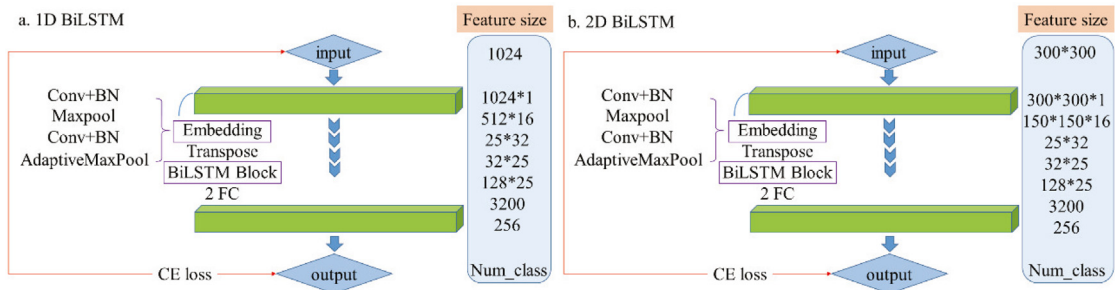 a. 1D BiLSTM
Feature size
input
1024
Conv+BN
Maxpool
Conv+BN
AdaptiveMaxPool
Embedding
Transpose
BiLSTM Block
2 FC
1024*1
512*16
25*32
32*25
128*25
3200
256
CE loss
output
Num_class
b. 2D BiLSTM
Feature size
input
300*300
Conv+BN
Maxpool
Conv+BN
AdaptiveMaxPool
Embedding
Transpose
BiLSTM Block
2 FC
300*300*1
150*150*16
25*32
32*25
128*25
3200
256
CE loss
output
Num_class